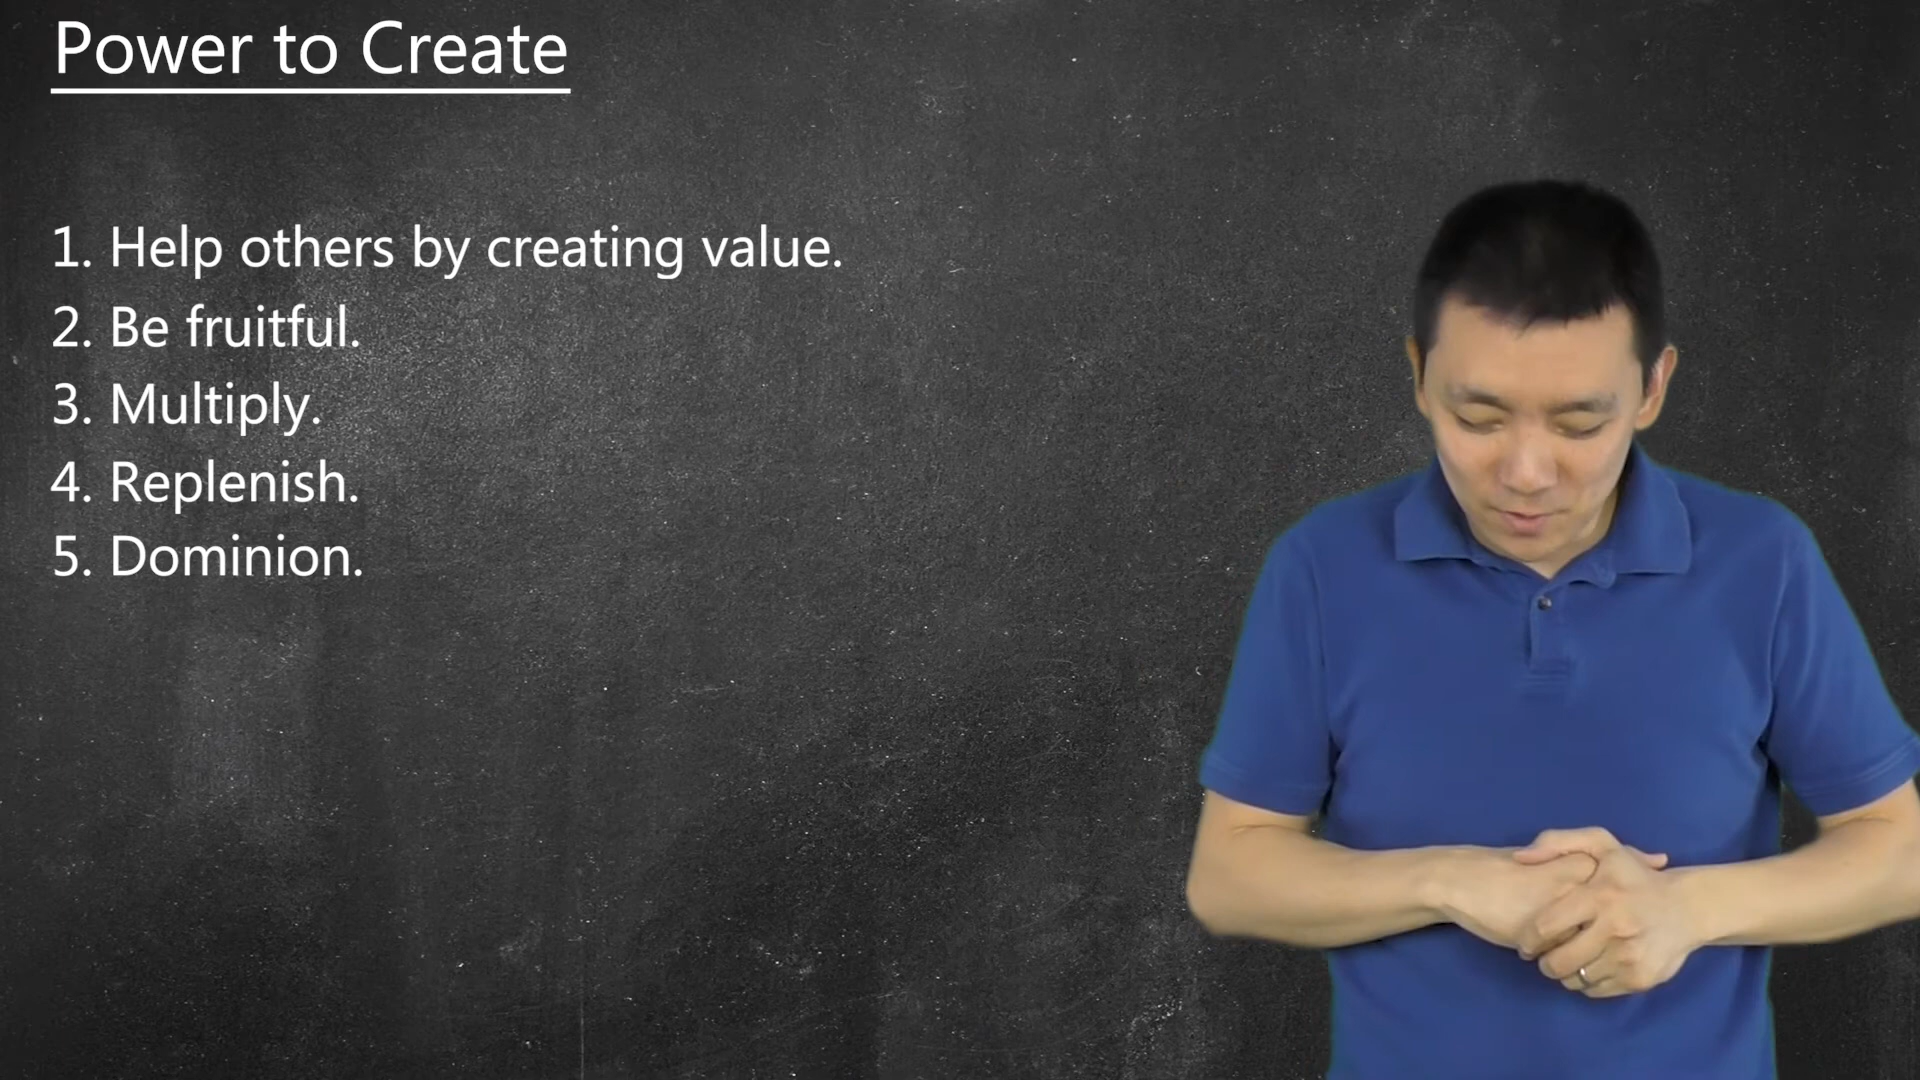 Power to Create
1. Help others by creating value.
2. Be fruitful.
3. Multiply.
4. Replenish.
5. Dominion.